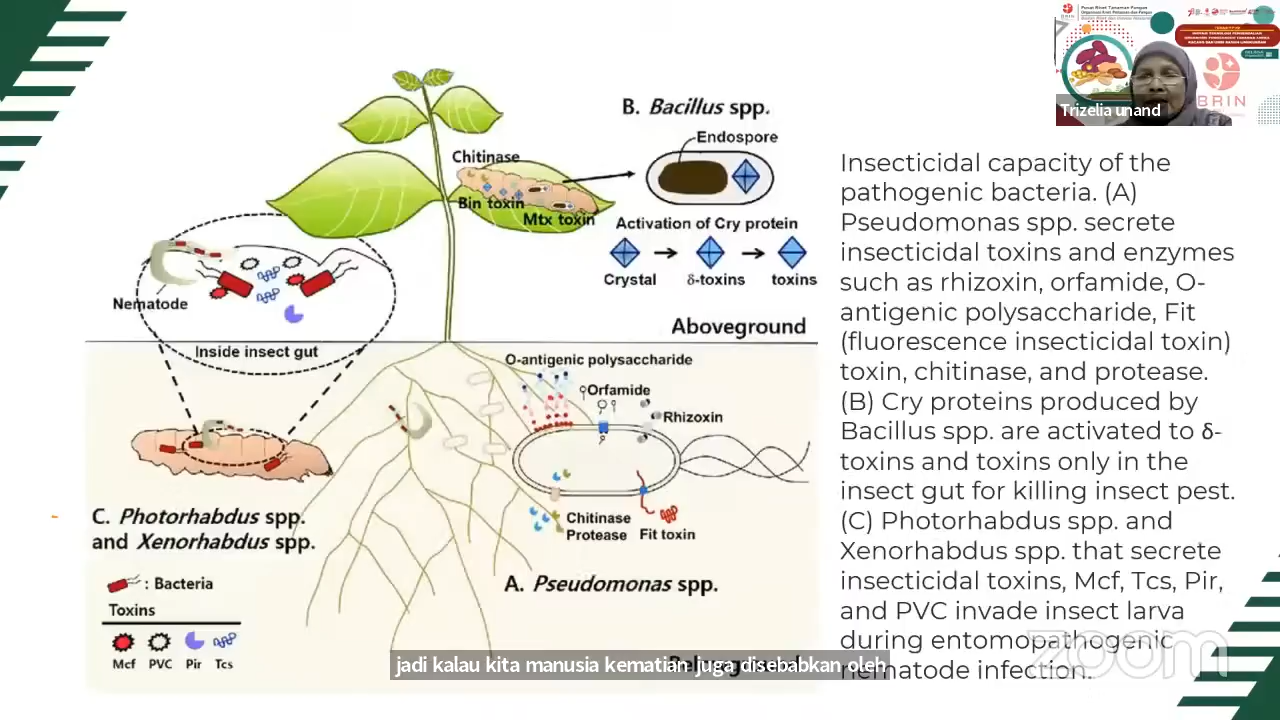 Pusat Riset Tanaman Pangan
BRIN
Trizelia unand
B. Bacillus spp.
Endospore
Chitinase
Bin toxin
Mtx toxin
Activation of Cry protein
Crystal
δ-toxins
toxins
Nematode
Inside insect gut
Aboveground
O-antigenic polysaccharide
Orfamide
Rhizoxin
Chitinase
Protease
Fit toxin
C. Photorhabdus spp.
and Xenorhabdus spp.
A. Pseudomonas spp.
: Bacteria
Toxins
Mcf
PVC
Pir
Tcs
Insecticidal capacity of the
pathogenic bacteria. (A)
Pseudomonas spp. secrete
insecticidal toxins and enzymes
such as rhizoxin, orfamide, O-
antigenic polysaccharide, Fit
(fluorescence insecticidal toxin)
toxin, chitinase, and protease.
(B) Cry proteins produced by
Bacillus spp. are activated to δ-
toxins and toxins only in the
insect gut for killing insect pest.
(C) Photorhabdus spp. and
Xenorhabdus spp. that secrete
insecticidal toxins, Mcf, Tcs, Pir,
and PVC invade insect larva
during entomopathogenic
nematode infection.
jadi kalau kita manusia kematian juga disebabkan oleh
zoom